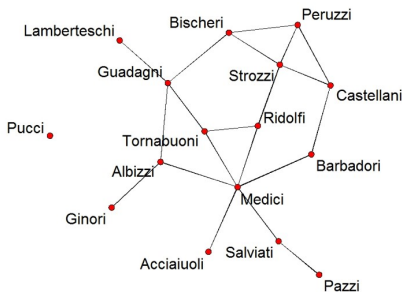 Peruzzi
Bischeri
Lamberteschi
Guadagni
Strozzi
Castellani
Ridolfi
Pucci
Tornabuoni
Albizzi
Barbadori
Medici
Ginori
Salviati
Acciaiuoli
Pazzi